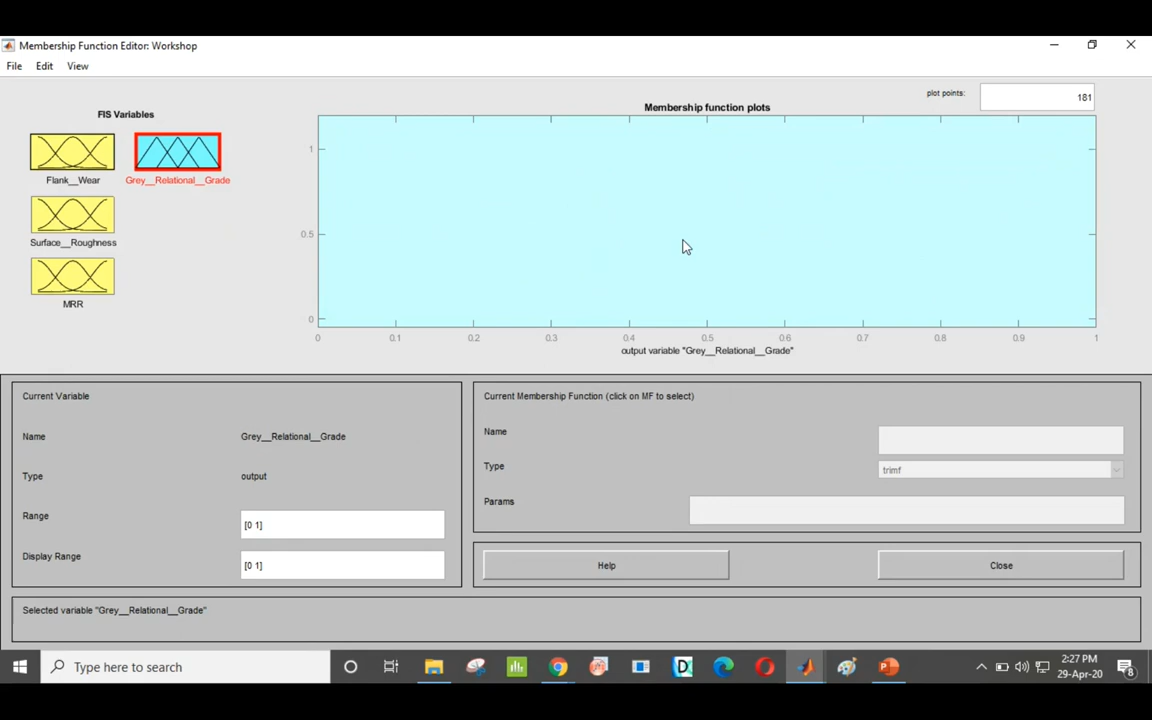 Membership Function Editor: Workshop
File Edit View
FIS Variables
Flank__Wear
Grey__Relational__Grade
Surface__Roughness
MRR
plot points:
181
Membership function plots
1
0.5
0
0 0.1 0.2 0.3 0.4 0.5 0.6 0.7 0.8 0.9 1
output variable "Grey__Relational__Grade"
Current Variable
Name Grey__Relational__Grade
Type output
Range [0 1]
Display Range [0 1]
Current Membership Function (click on MF to select)
Name
Type trimf
Params
Help Close
Selected variable "Grey__Relational__Grade"
Type here to search
D
2:27 PM
29-Apr-20
8